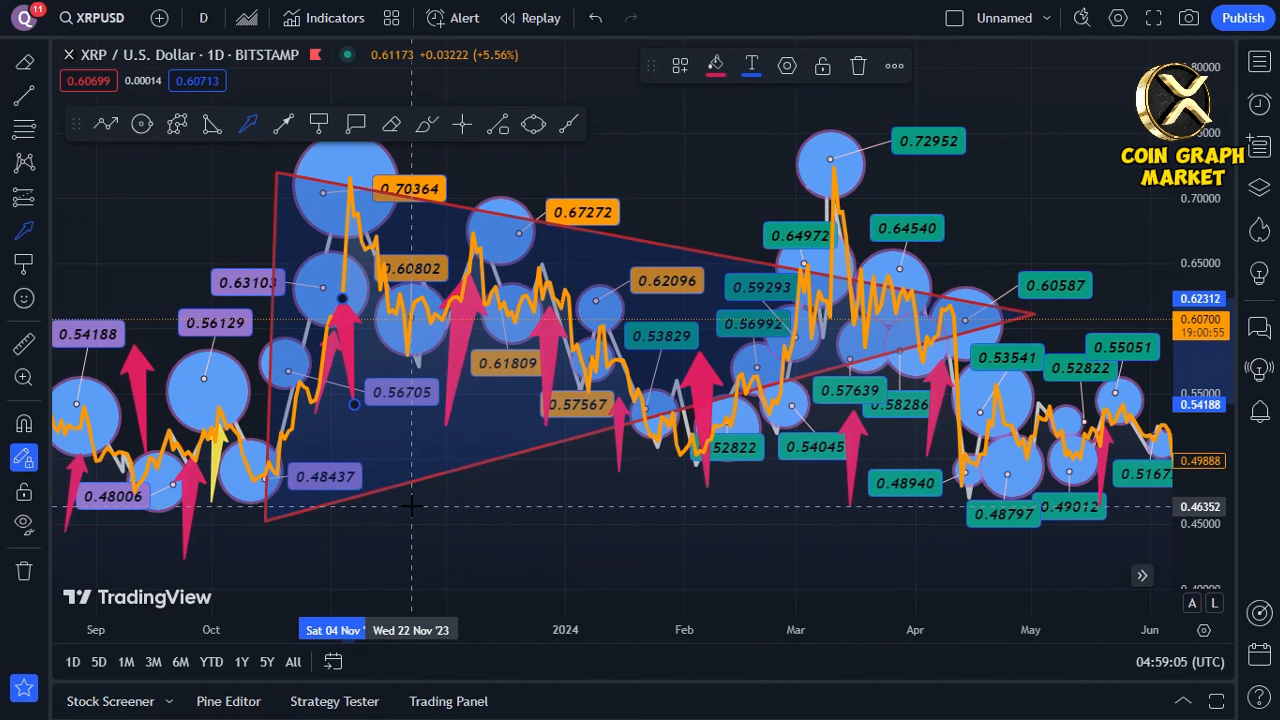 Q
11
XRPUSD
D
Indicators
Alert
Replay
Unnamed
Publish
XRP / U.S. Dollar · 1D · BITSTAMP
0.61173 +0.03222 (+5.56%)
0.60699
0.00014
0.60713
T
COIN GRAPH
MARKET
0.70000
0.65000
0.62312
0.60700
19:00:55
0.55000
0.54188
0.49888
0.46352
0.45000
0.72952
0.70364
0.67272
0.64972
0.64540
0.60802
0.63103
0.62096
0.59293
0.60587
0.54188
0.56129
0.56992
0.53829
0.61809
0.53541
0.55051
0.52822
0.56705
0.57567
0.57639
0.58286
52822
0.54045
0.48437
0.48006
0.48940
0.48797
0.49012
0.5167
TradingView
A
L
Sep
Oct
Sat 04 Nov '
Wed 22 Nov '23
2024
Feb
Mar
Apr
May
Jun
1D 5D 1M 3M 6M YTD 1Y 5Y All
04:59:05 (UTC)
Stock Screener
Pine Editor
Strategy Tester
Trading Panel